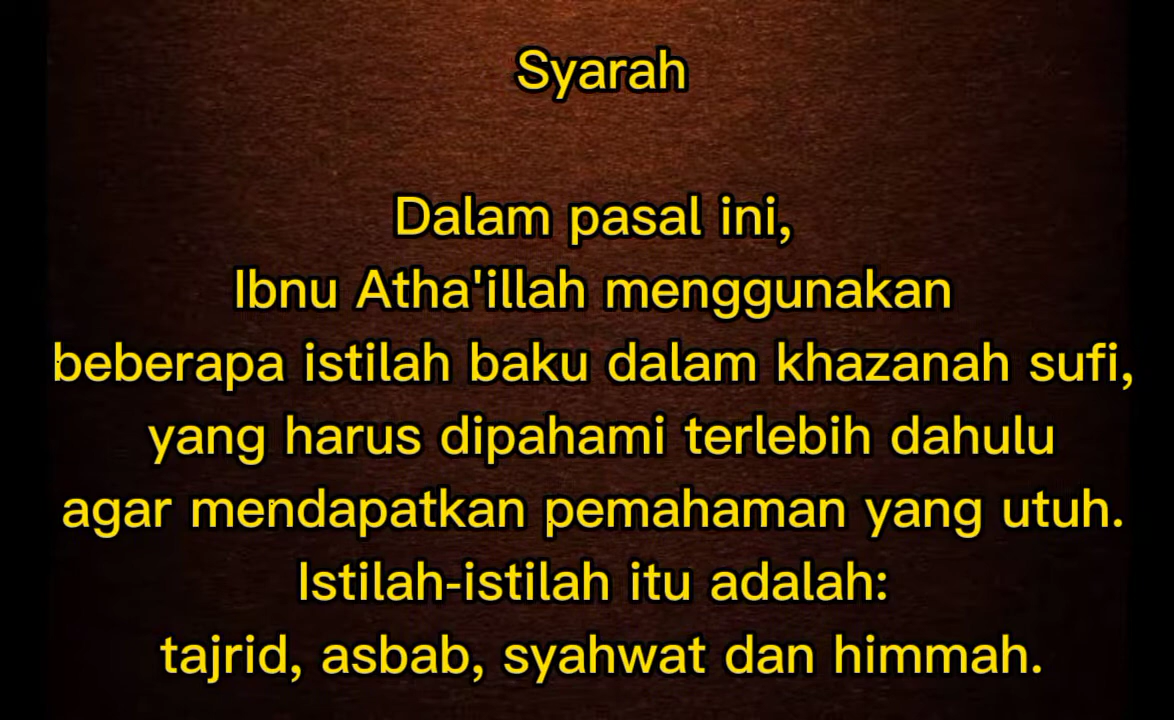 Syarah
Dalam pasal ini,
Ibnu Atha'illah menggunakan
beberapa istilah baku dalam khazanah sufi,
yang harus dipahami terlebih dahulu
agar mendapatkan pemahaman yang utuh.
Istilah-istilah itu adalah:
tajrid, asbab, syahwat dan himmah.